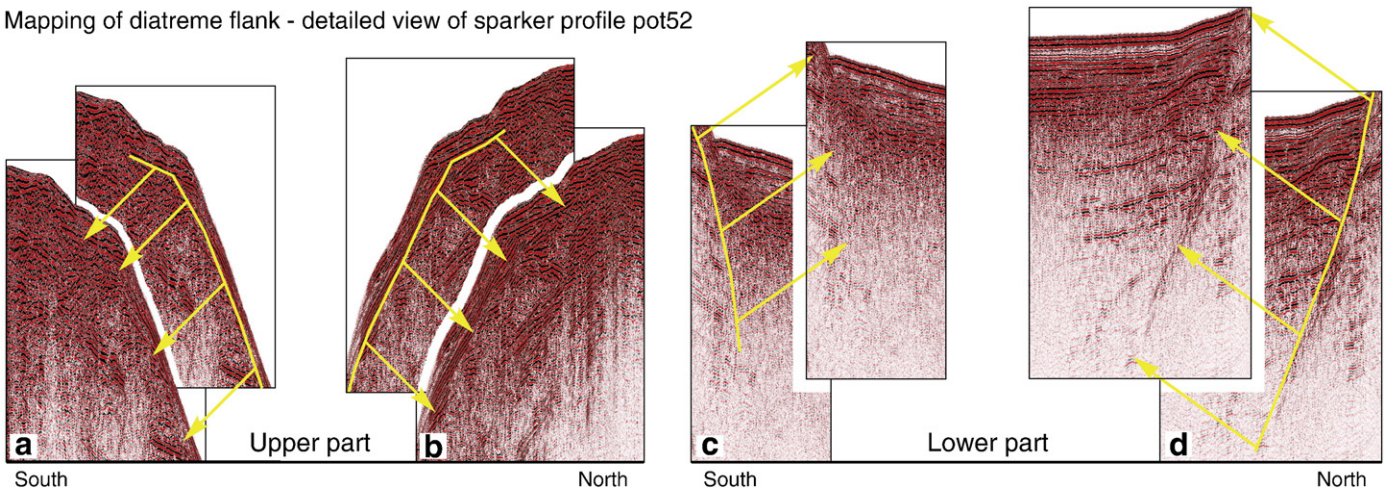 Mapping of diatreme flank - detailed view of sparker profile pot52
a
Upper part
b
c
Lower part
d
South
North
South
North